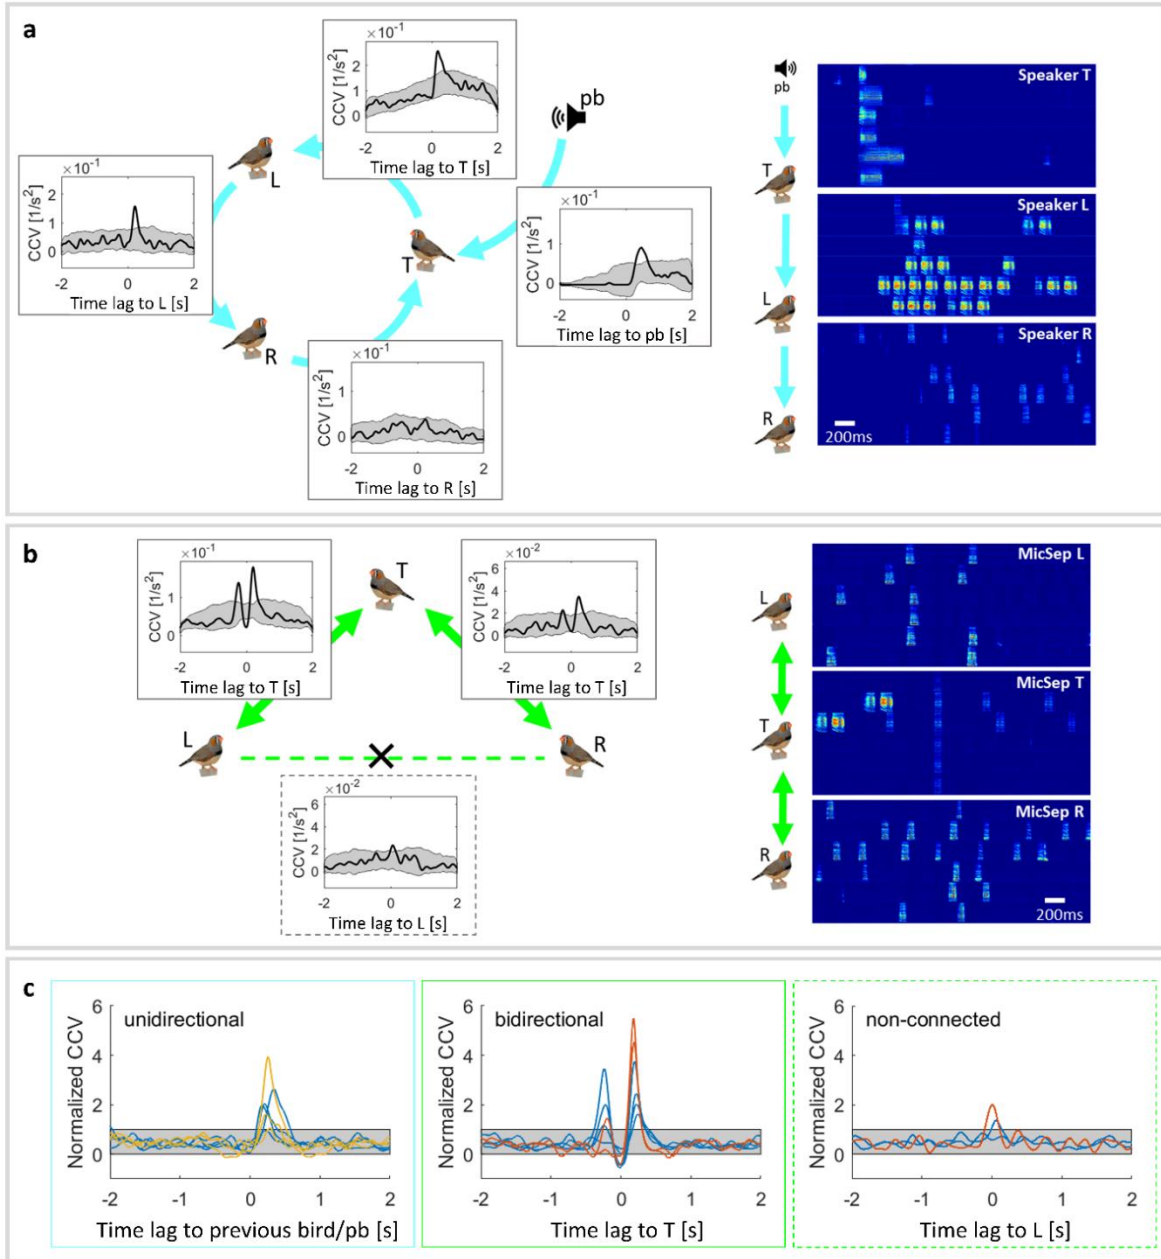 a
×10⁻¹
2
1
0
CCV [1/s²]
-2 0 2
Time lag to T [s]
pb
L
×10⁻¹
2
1
0
CCV [1/s²]
-2 0 2
Time lag to L [s]
T
×10⁻¹
1
0
CCV [1/s²]
-2 0 2
Time lag to pb [s]
R
×10⁻¹
1
0
CCV [1/s²]
-2 0 2
Time lag to R [s]
pb
T
L
R
Speaker T
Speaker L
Speaker R
200ms
b
×10⁻¹
1
0
CCV [1/s²]
-2 0 2
Time lag to T [s]
T
×10⁻²
6
4
2
0
CCV [1/s²]
-2 0 2
Time lag to T [s]
L
R
×10⁻²
6
4
2
0
CCV [1/s²]
-2 0 2
Time lag to L [s]
L
T
R
MicSep L
MicSep T
MicSep R
200ms
c
unidirectional
6
4
2
0
Normalized CCV
-2 -1 0 1 2
Time lag to previous bird/pb [s]
bidirectional
6
4
2
0
Normalized CCV
-2 -1 0 1 2
Time lag to T [s]
non-connected
6
4
2
0
Normalized CCV
-2 -1 0 1 2
Time lag to L [s]